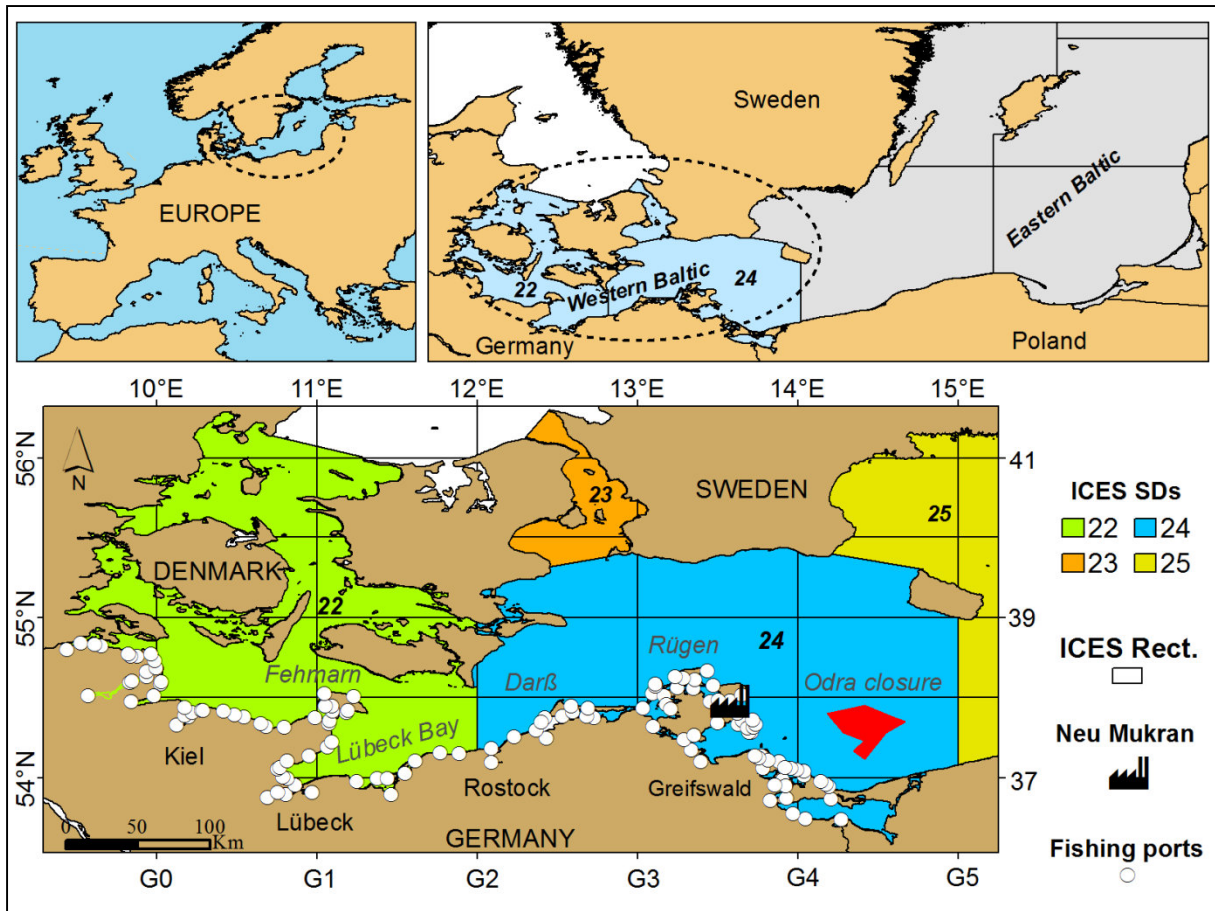 EUROPE
Sweden
Eastern Baltic
Western Baltic
22
24
Germany
Poland
10°E
11°E
12°E
13°E
14°E
15°E
56°N
55°N
54°N
41
39
37
N
23
SWEDEN
25
DENMARK
22
Rügen
24
Fehmarn
Darß
Odra closure
Lübeck Bay
Kiel
Rostock
Greifswald
Lübeck
GERMANY
0 50 100
Km
G0
G1
G2
G3
G4
G5
ICES SDs
22 24
23 25
ICES Rect.
Neu Mukran
Fishing ports